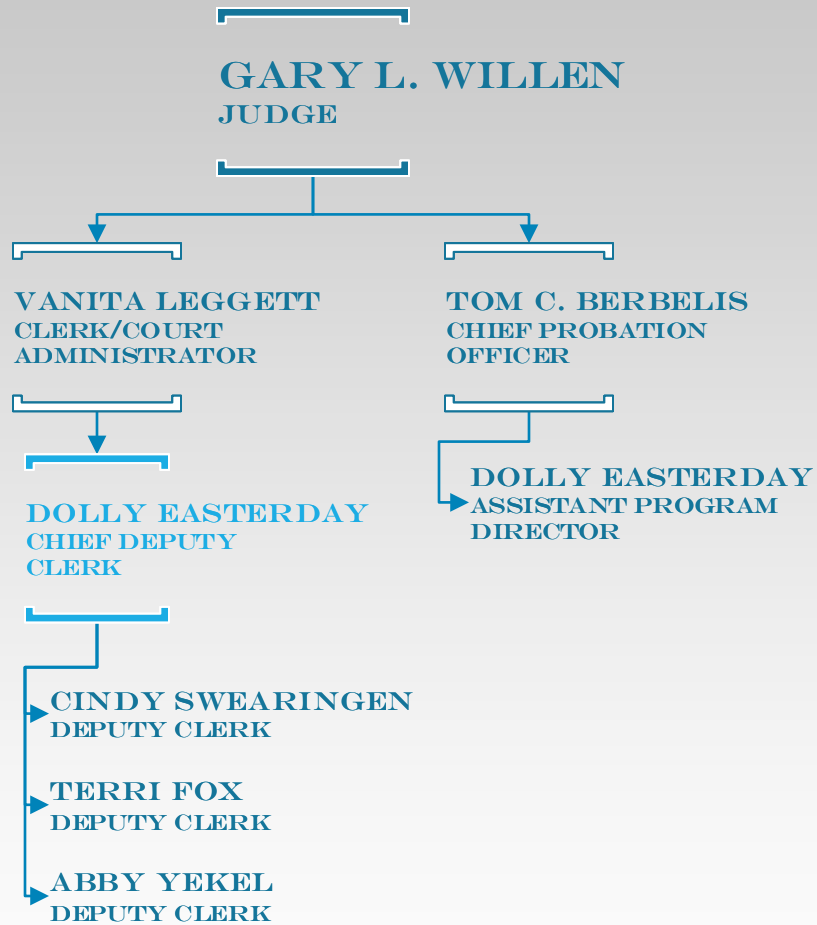 GARY L. WILLEN
JUDGE
VANITA LEGGETT
CLERK/COURT
ADMINISTRATOR
TOM C. BERBELIS
CHIEF PROBATION
OFFICER
DOLLY EASTERDAY
CHIEF DEPUTY
CLERK
DOLLY EASTERDAY
ASSISTANT PROGRAM
DIRECTOR
CINDY SWEARINGEN
DEPUTY CLERK
TERRI FOX
DEPUTY CLERK
ABBY YEKEL
DEPUTY CLERK